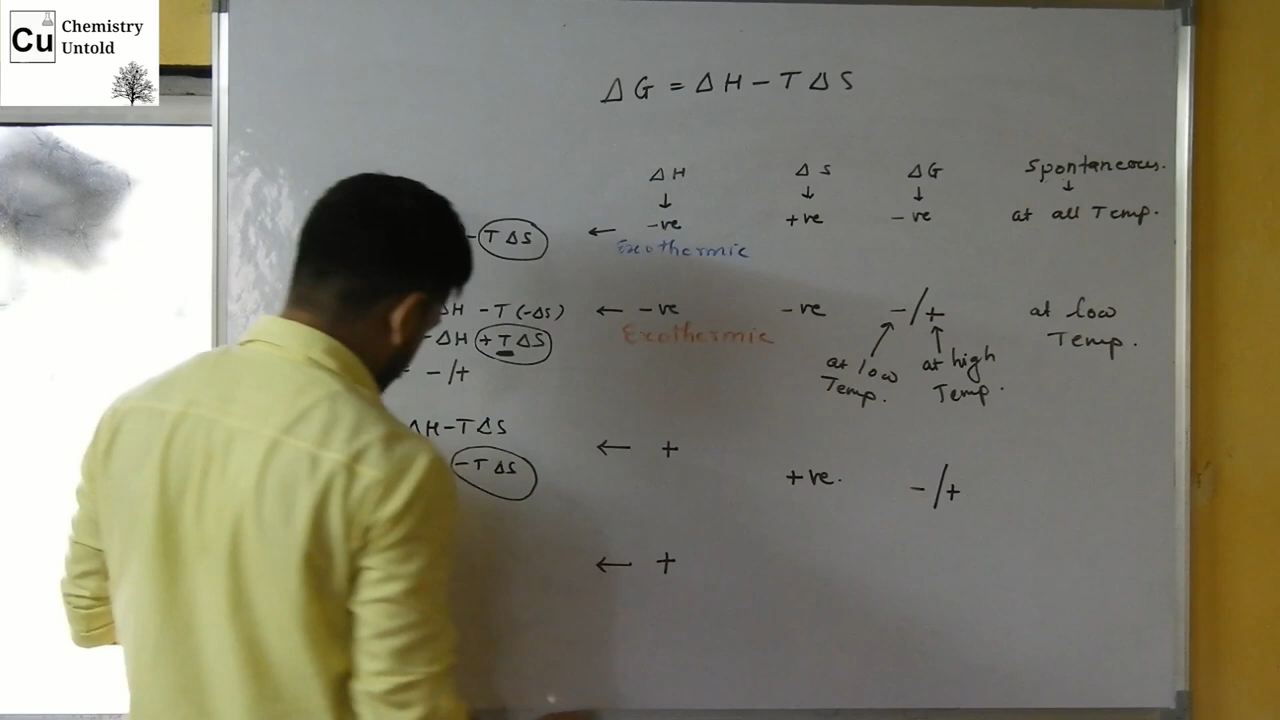 Cu
Chemistry
Untold
ΔG = ΔH - TΔS
ΔH ΔS ΔG Spontaneous.
↓ ↓ ↓ ↓
- TΔS ← -ve +ve -ve at all Temp.
Exothermic
ΔH - T(-ΔS) ← -ve -ve -/+ at low
-ΔH + TΔS Exothermic Temp.
-/+ at low at high
Temp. Temp.
ΔH - TΔS ← +
- TΔS +ve. -/+
← +